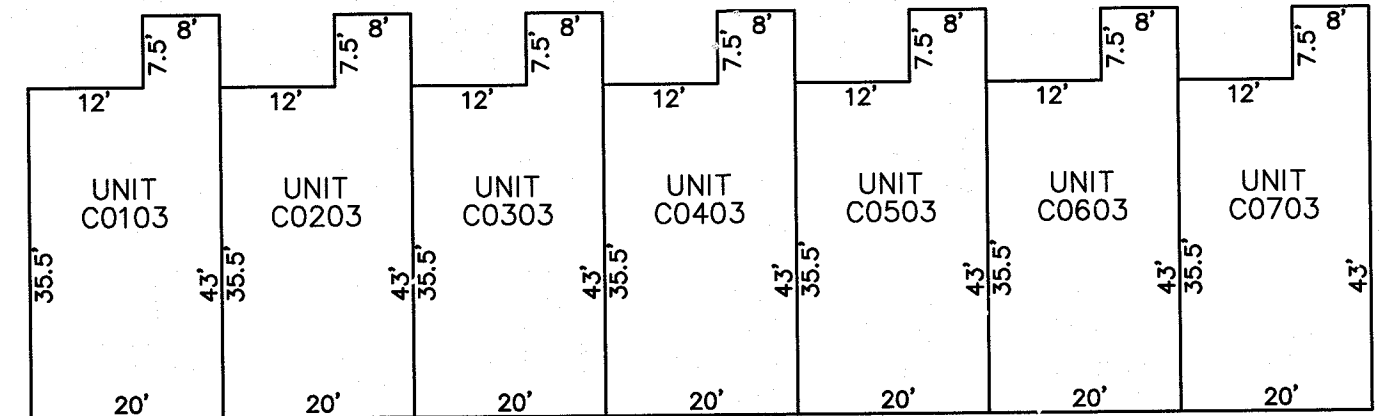 8' 8' 8' 8' 8' 8' 8'
7.5' 7.5' 7.5' 7.5' 7.5' 7.5' 7.5'
12' 12' 12' 12' 12' 12' 12'
UNIT UNIT UNIT UNIT UNIT UNIT UNIT
C0103 C0203 C0303 C0403 C0503 C0603 C0703
35.5' 43' 35.5' 43' 35.5' 43' 35.5' 43' 35.5' 43' 35.5' 43' 35.5' 43'
20' 20' 20' 20' 20' 20' 20'